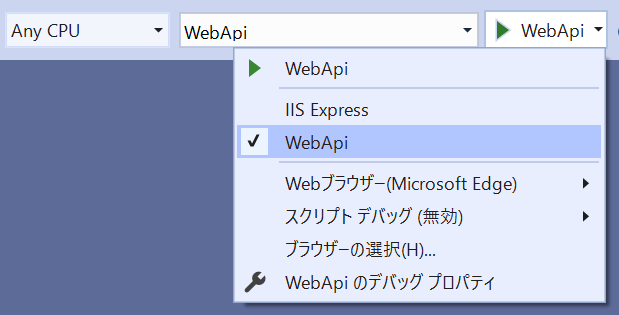 Any CPU WebApi WebApi
WebApi
IIS Express
WebApi
Webブラウザー(Microsoft Edge)
スクリプト デバッグ (無効)
ブラウザーの選択(H)...
WebApi のデバッグ プロパティ